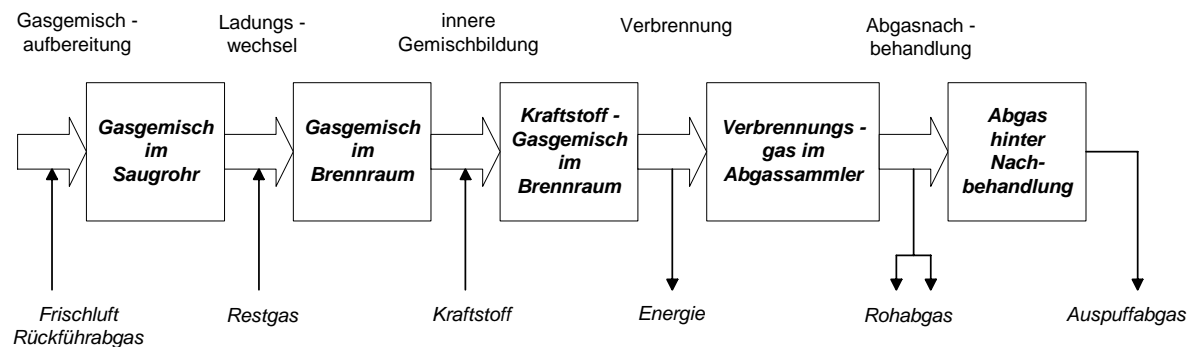 Gasgemisch -
aufbereitung
Ladungs -
wechsel
innere
Gemischbildung
Verbrennung
Abgasnach -
behandlung
Gasgemisch
im
Saugrohr
Gasgemisch
im
Brennraum
Kraftstoff -
Gasgemisch
im
Brennraum
Verbrennungs -
gas im
Abgassammler
Abgas
hinter
Nach-
behandlung
Frischluft
Rückführabgas
Restgas
Kraftstoff
Energie
Rohabgas
Auspuffabgas